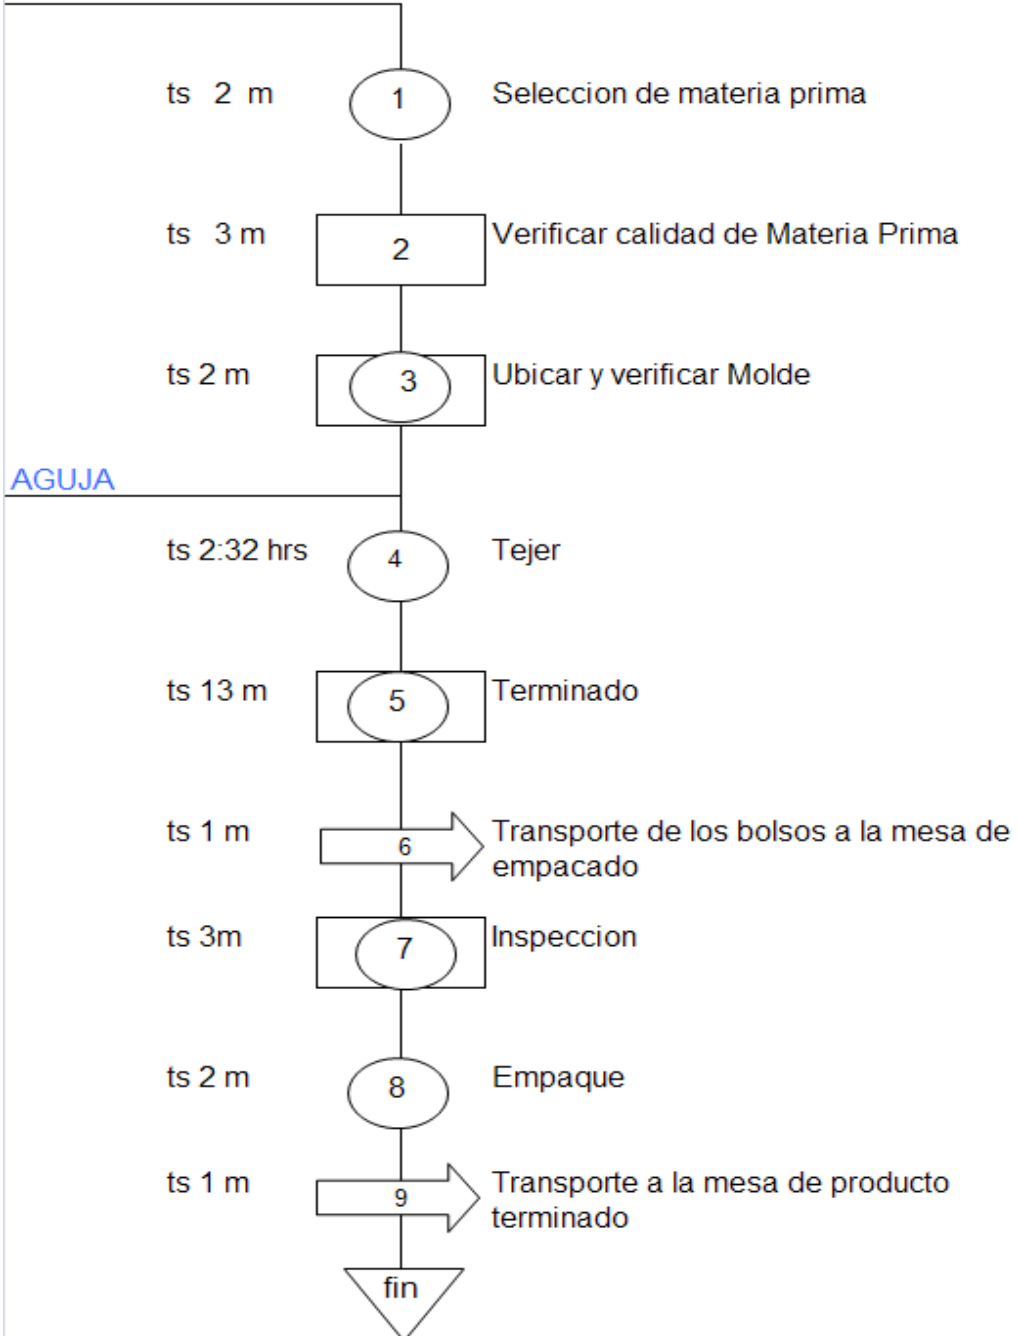 ts 2 m 1 Seleccion de materia prima
ts 3 m 2 Verificar calidad de Materia Prima
ts 2 m 3 Ubicar y verificar Molde
AGUJA
ts 2:32 hrs 4 Tejer
ts 13 m 5 Terminado
ts 1 m 6 Transporte de los bolsos a la mesa de
empacado
ts 3m 7 Inspeccion
ts 2 m 8 Empaque
ts 1 m 9 Transporte a la mesa de producto
terminado
fin